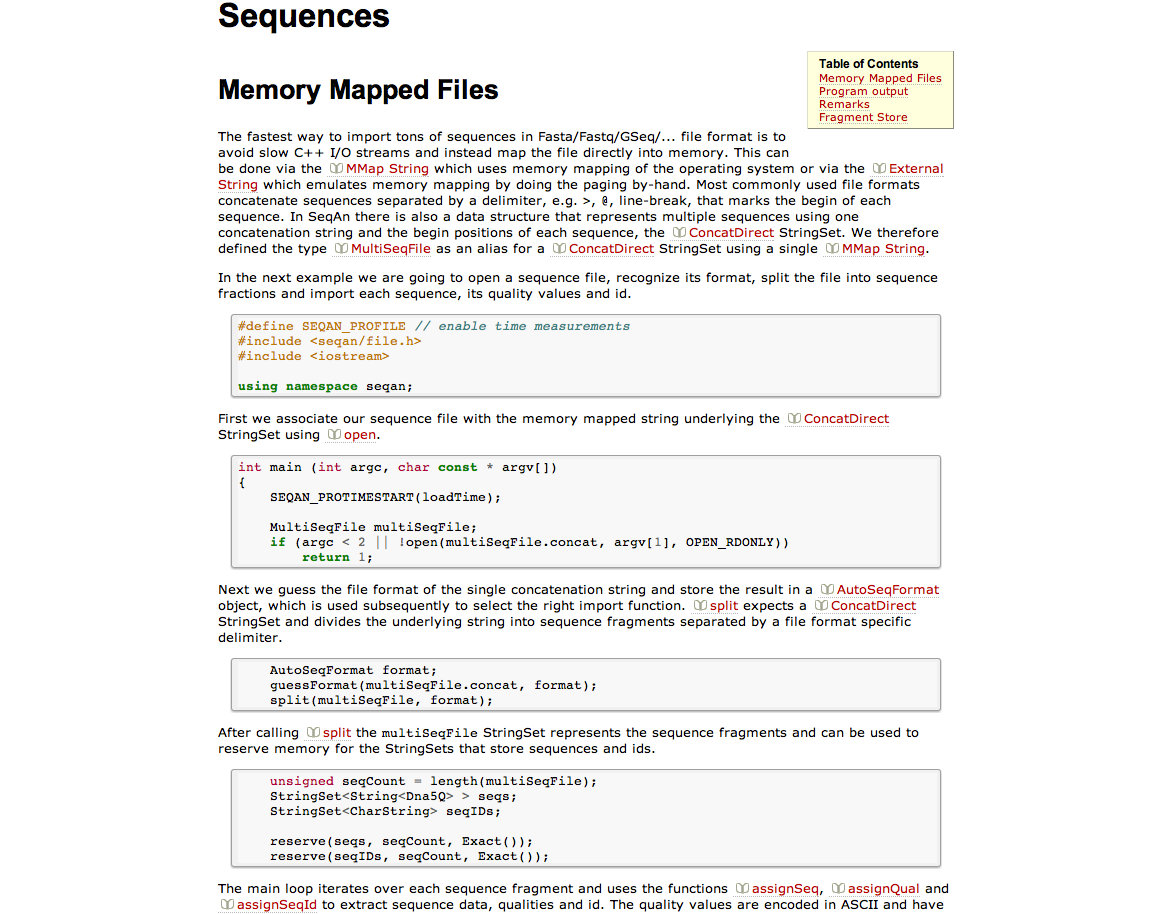 Sequences
Table of Contents
Memory Mapped Files
Program output
Remarks
Fragment Store
Memory Mapped Files
The fastest way to import tons of sequences in Fasta/Fastq/GSeq/... file format is to
avoid slow C++ I/O streams and instead map the file directly into memory. This can
be done via the MMap String which uses memory mapping of the operating system or via the External
String which emulates memory mapping by doing the paging by-hand. Most commonly used file formats
concatenate sequences separated by a delimiter, e.g. >, @, line-break, that marks the begin of each
sequence. In SeqAn there is also a data structure that represents multiple sequences using one
concatenation string and the begin positions of each sequence, the ConcatDirect StringSet. We therefore
defined the type MultiSeqFile as an alias for a ConcatDirect StringSet using a single MMap String.
In the next example we are going to open a sequence file, recognize its format, split the file into sequence
fractions and import each sequence, its quality values and id.
#define SEQAN_PROFILE // enable time measurements
#include <seqan/file.h>
#include <iostream>
using namespace seqan;
First we associate our sequence file with the memory mapped string underlying the ConcatDirect
StringSet using open.
int main (int argc, char const * argv[])
{
    SEQAN_PROTIMESTART(loadTime);
    MultiSeqFile multiSeqFile;
    if (argc < 2 || !open(multiSeqFile.concat, argv[1], OPEN_RDONLY))
        return 1;
Next we guess the file format of the single concatenation string and store the result in a AutoSeqFormat
object, which is used subsequently to select the right import function. split expects a ConcatDirect
StringSet and divides the underlying string into sequence fragments separated by a file format specific
delimiter.
    AutoSeqFormat format;
    guessFormat(multiSeqFile.concat, format);
    split(multiSeqFile, format);
After calling split the multiSeqFile StringSet represents the sequence fragments and can be used to
reserve memory for the StringSets that store sequences and ids.
    unsigned seqCount = length(multiSeqFile);
    StringSet<String<Dna5Q> > seqs;
    StringSet<CharString> seqIDs;
    reserve(seqs, seqCount, Exact());
    reserve(seqIDs, seqCount, Exact());
The main loop iterates over each sequence fragment and uses the functions assignSeq, assignQual and
assignSeqId to extract sequence data, qualities and id. The quality values are encoded in ASCII and have